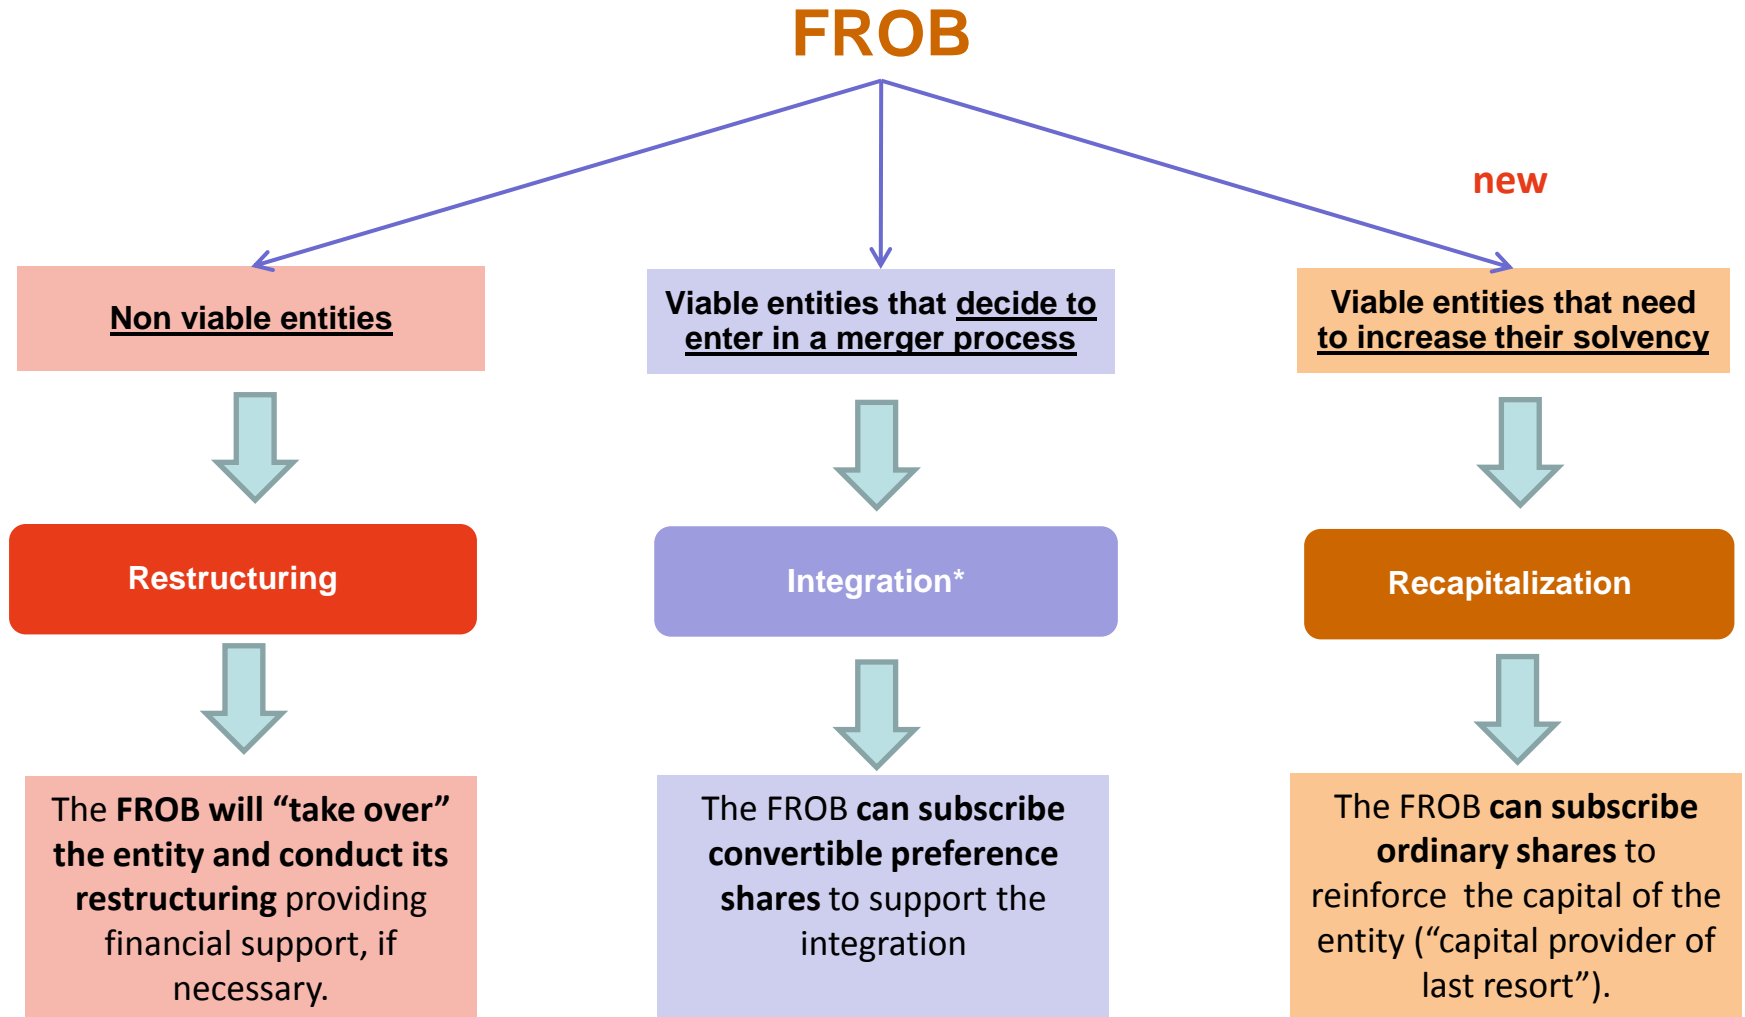 FROB
new
Non viable entities
Viable entities that decide to
enter in a merger process
Viable entities that need
to increase their solvency
Restructuring
Integration*
Recapitalization
The FROB will “take over”
the entity and conduct its
restructuring providing
financial support, if
necessary.
The FROB can subscribe
convertible preference
shares to support the
integration
The FROB can subscribe
ordinary shares to
reinforce the capital of the
entity (“capital provider of
last resort”).